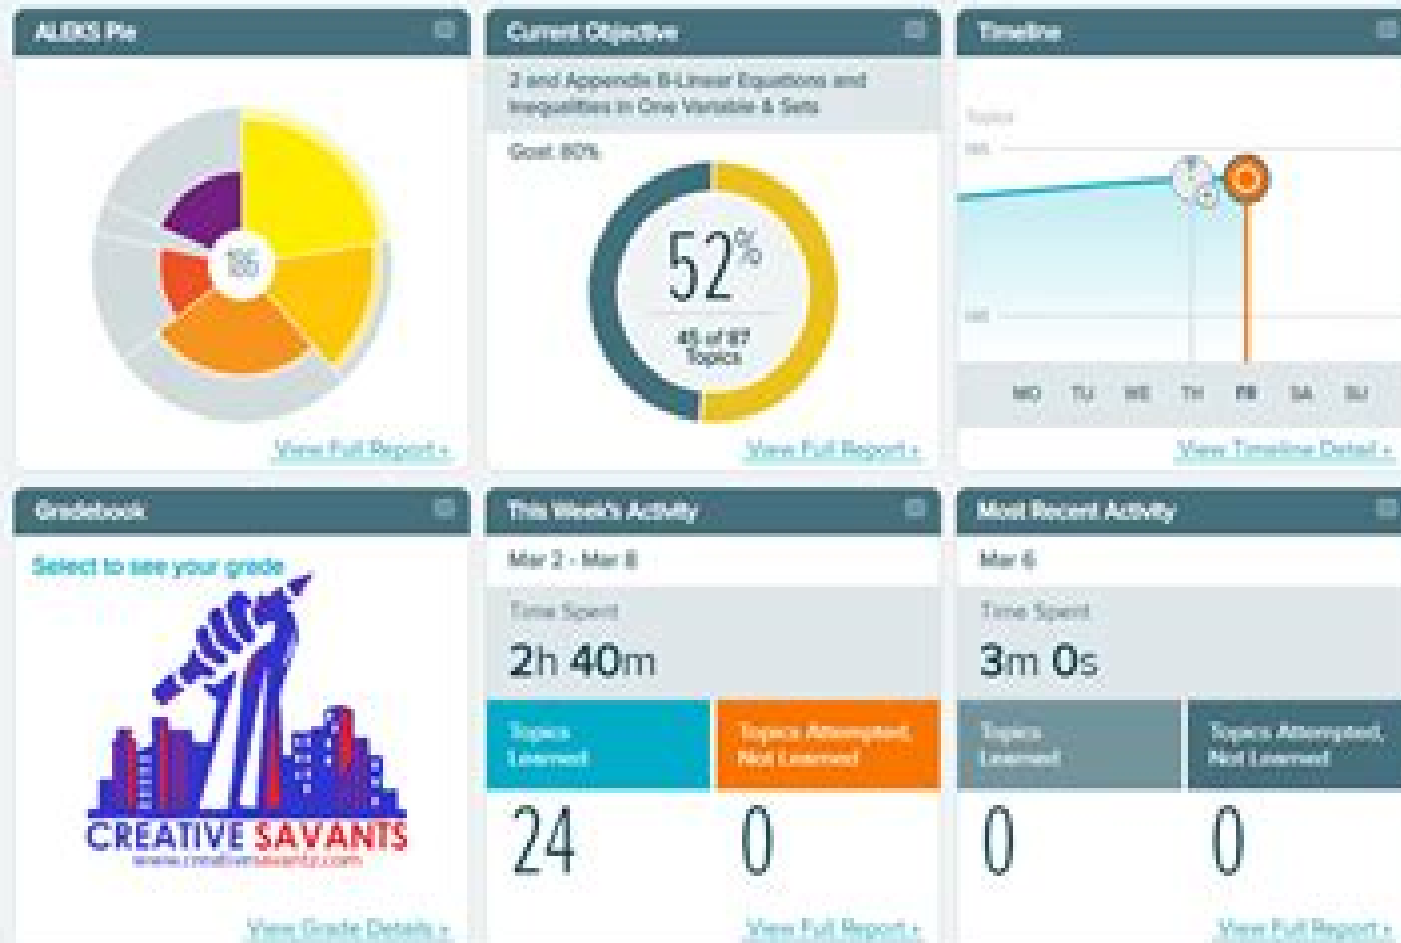 ALEKS Pie
Current Objective
2 and Appendix B-Linear Equations and
Inequalities in One Variable & Sets
Goal: 80%
52%
45 of 87
Topics
View Full Report
View Full Report
Timeline
Topics
MO TU WE TH FR SA SU
View Timeline Detail
Gradebook
Select to see your grade
CREATIVE SAVANTS
www.creativesavantz.com
View Grade Details
This Week's Activity
Mar 2 - Mar 8
Time Spent
2h 40m
Topics
Learned
Topics Attempted,
Not Learned
24
0
View Full Report
Most Recent Activity
Mar 6
Time Spent
3m 0s
Topics
Learned
Topics Attempted,
Not Learned
0
0
View Full Report